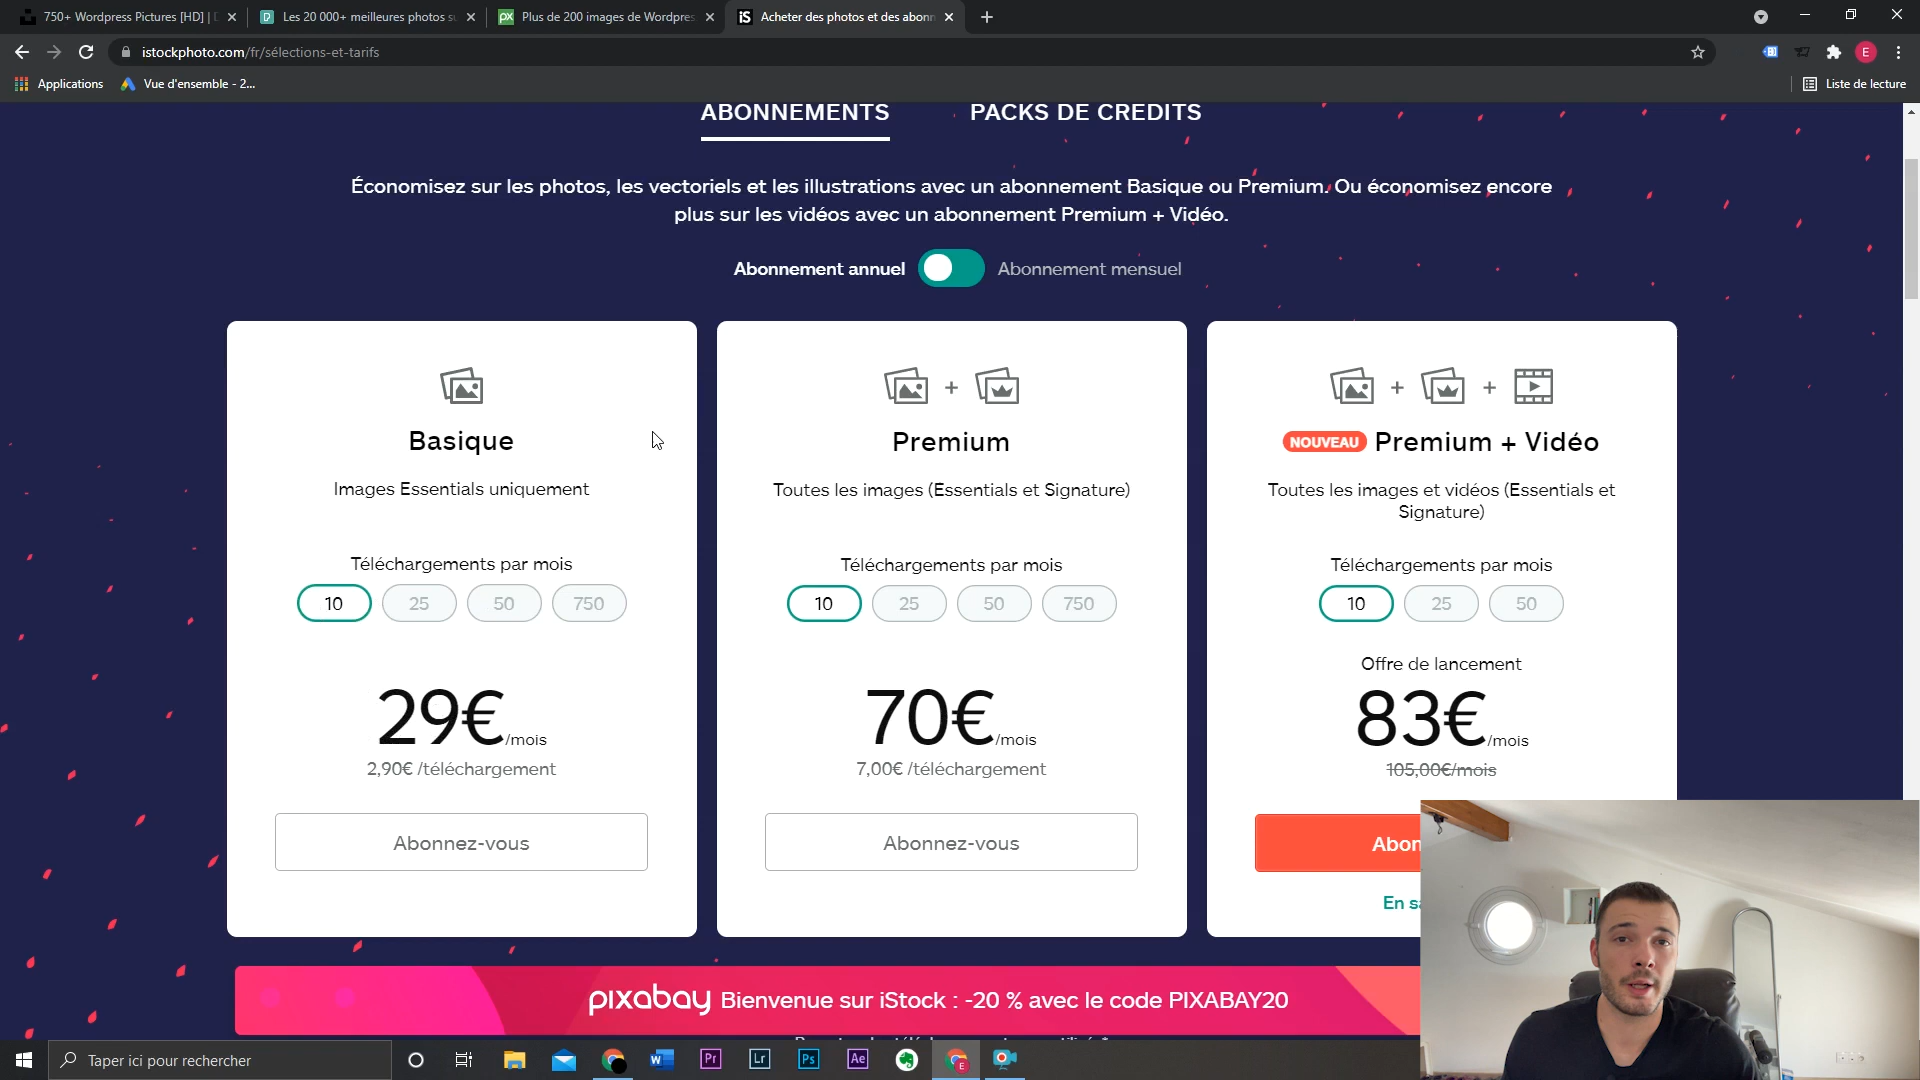 750+ Wordpress Pictures [HD] |
Les 20 000+ meilleures photos su
Plus de 200 images de Wordpres
Acheter des photos et des abonn
istockphoto.com/fr/sélections-et-tarifs
E
Applications
Vue d'ensemble - 2...
Liste de lecture
ABONNEMENTS
PACKS DE CREDITS
Économisez sur les photos, les vectoriels et les illustrations avec un abonnement Basique ou Premium. Ou économisez encore
plus sur les vidéos avec un abonnement Premium + Vidéo.
Abonnement annuel
Abonnement mensuel
Basique
Images Essentials uniquement
Téléchargements par mois
10 25 50 750
29€/mois
2,90€ /téléchargement
Abonnez-vous
+
Premium
Toutes les images (Essentials et Signature)
Téléchargements par mois
10 25 50 750
70€/mois
7,00€ /téléchargement
Abonnez-vous
+ +
NOUVEAU Premium + Vidéo
Toutes les images et vidéos (Essentials et
Signature)
Téléchargements par mois
10 25 50
Offre de lancement
83€/mois
105,00€/mois
Abon
En sa
pixabay Bienvenue sur iStock : -20 % avec le code PIXABAY20
Taper ici pour rechercher
W
Pr
Lr
Ps
Ae
E